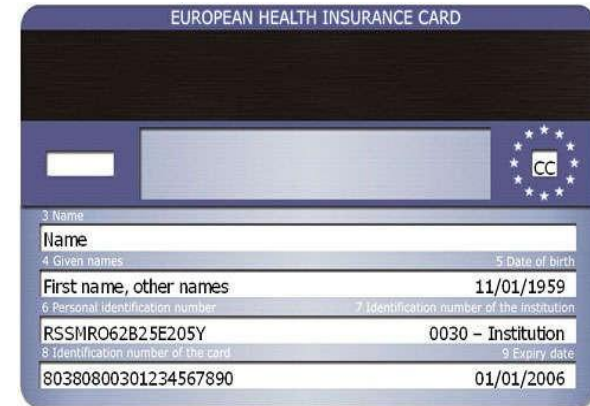 EUROPEAN HEALTH INSURANCE CARD
CC
3 Name
Name
4 Given names 5 Date of birth
First name, other names 11/01/1959
6 Personal identification number 7 Identification number of the institution
RSSMRO62B25E205Y 0030 – Institution
8 Identification number of the card 9 Expiry date
80380800301234567890 01/01/2006